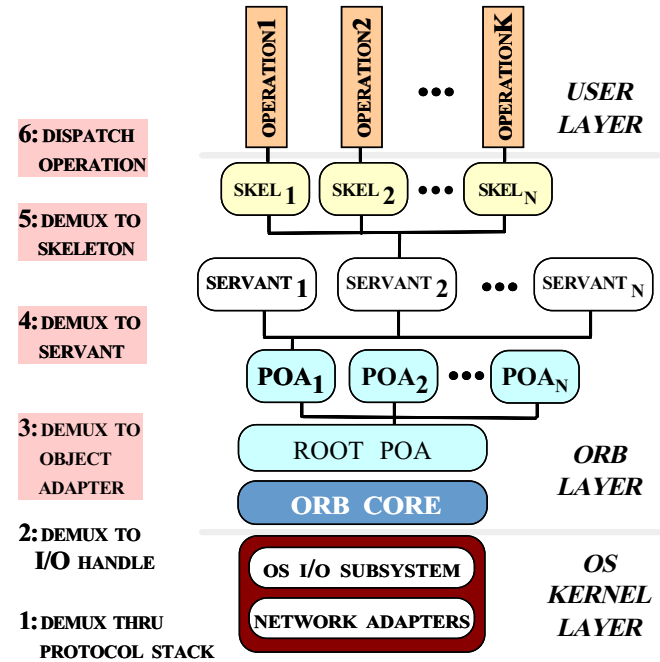 OPERATION1
OPERATION2
OPERATIONK
USER
LAYER
6: DISPATCH
OPERATION
SKEL 1
SKEL 2
SKEL N
5: DEMUX TO
SKELETON
SERVANT 1
SERVANT 2
SERVANT N
4: DEMUX TO
SERVANT
POA1
POA2
POAN
3: DEMUX TO
OBJECT
ADAPTER
ROOT POA
ORB CORE
ORB
LAYER
2: DEMUX TO
I/O HANDLE
OS I/O SUBSYSTEM
NETWORK ADAPTERS
OS
KERNEL
LAYER
1: DEMUX THRU
PROTOCOL STACK